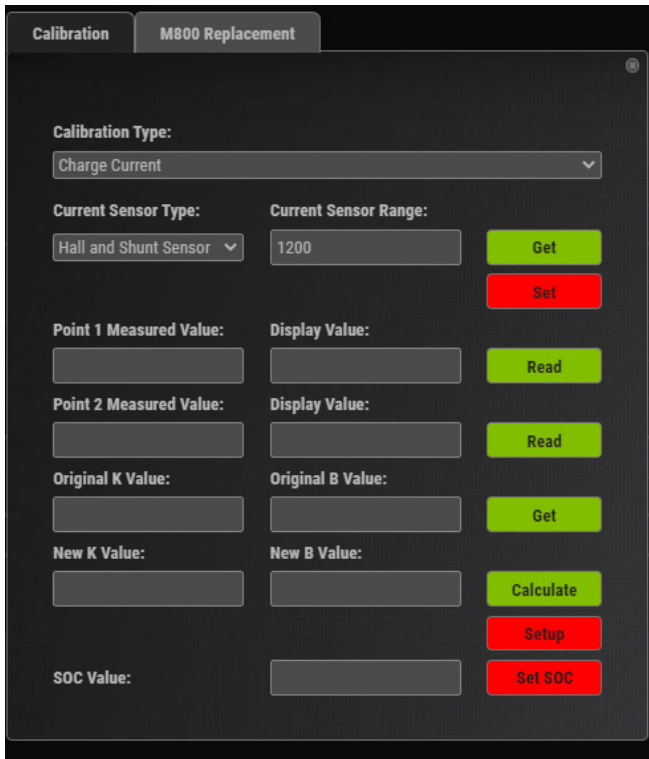 Calibration
M800 Replacement
Calibration Type:
Charge Current
Current Sensor Type:
Current Sensor Range:
Hall and Shunt Sensor
1200
Get
Set
Point 1 Measured Value:
Display Value:
Read
Point 2 Measured Value:
Display Value:
Read
Original K Value:
Original B Value:
Get
New K Value:
New B Value:
Calculate
Setup
SOC Value:
Set SOC